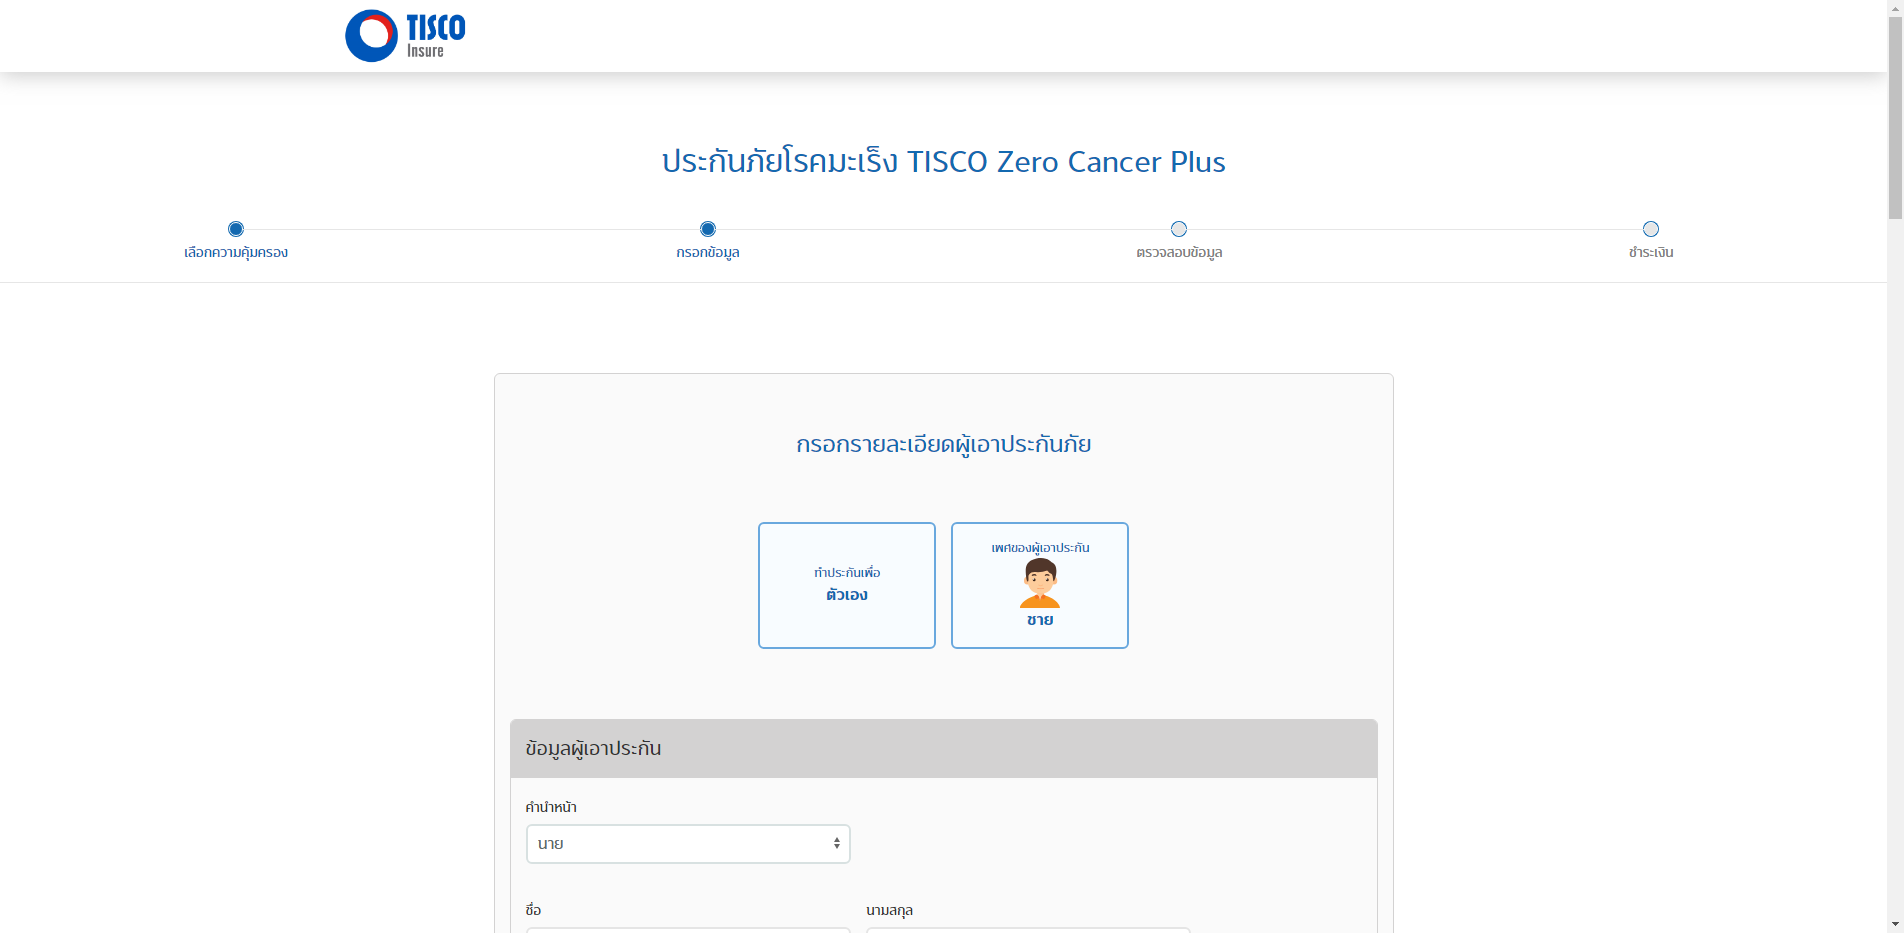 TISCO
Insure
ประกันภัยโรคมะเร็ง TISCO Zero Cancer Plus
เลือกความคุ้มครอง
กรอกข้อมูล
ตรวจสอบข้อมูล
ชำระเงิน
กรอกรายละเอียดผู้เอาประกันภัย
ทำประกันเพื่อ
ตัวเอง
เพศของผู้เอาประกัน
ชาย
ข้อมูลผู้เอาประกัน
คำนำหน้า
นาย
ชื่อ
นามสกุล